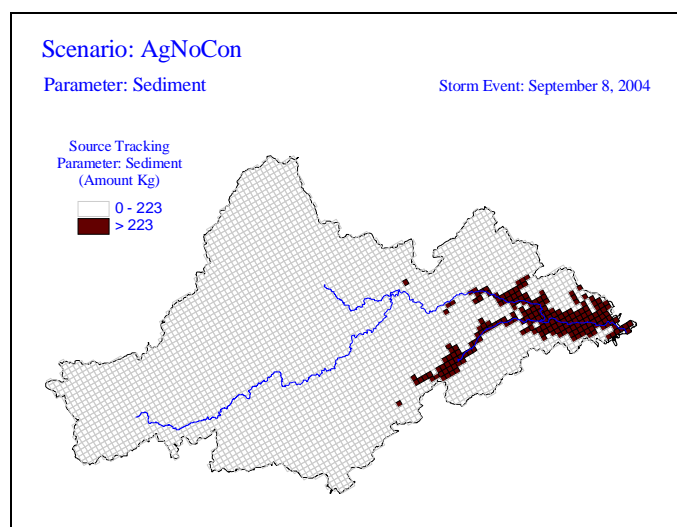 Scenario: AgNoCon
Parameter: Sediment
Storm Event: September 8, 2004
Source Tracking
Parameter: Sediment
(Amount Kg)
0 - 223
> 223